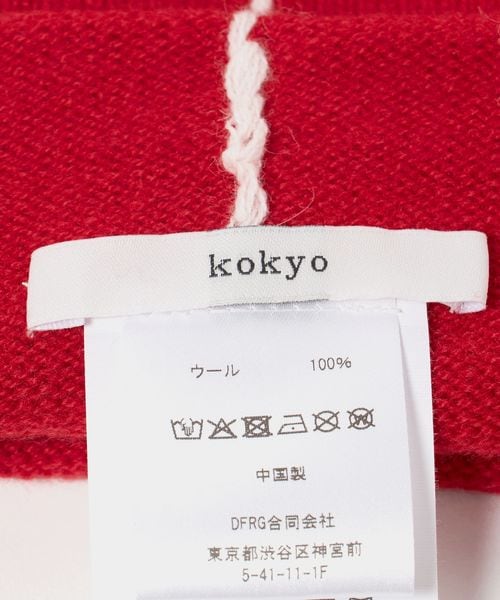 kokyo
ウール 100%
中国製
DFRG合同会社
東京都渋谷区神宮前
5-41-11-1F